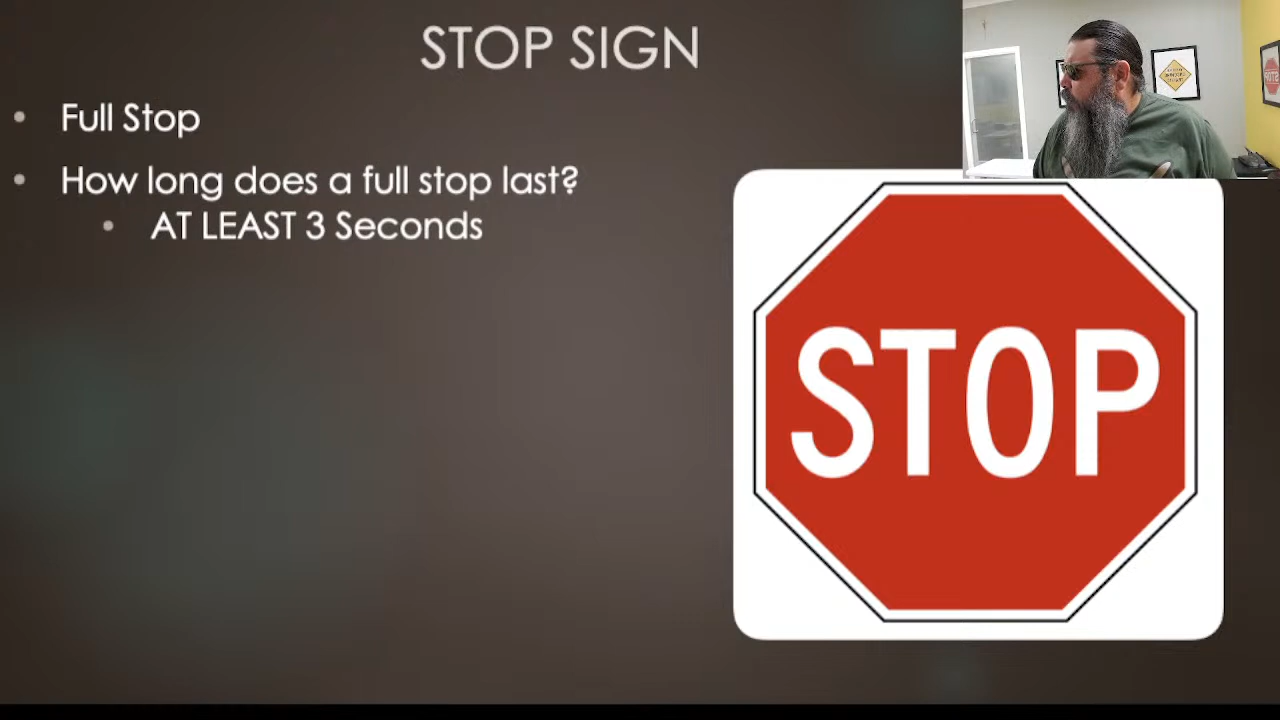 STOP SIGN
Full Stop
How long does a full stop last?
AT LEAST 3 Seconds
STOP